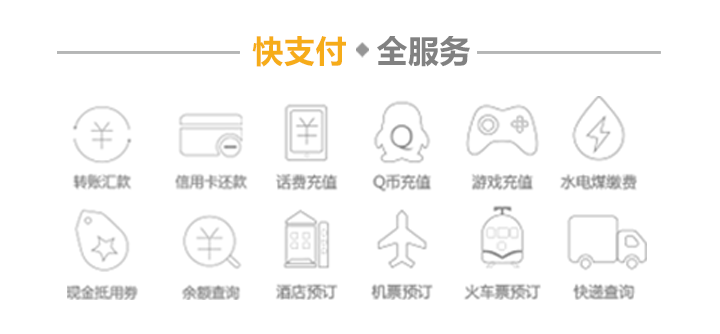 快支付◆全服务
¥ ¥ Q
转账汇款 信用卡还款 话费充值 Q币充值 游戏充值 水电煤缴费
¥
现金抵用券 余额查询 酒店预订 机票预订 火车票预订 快递查询